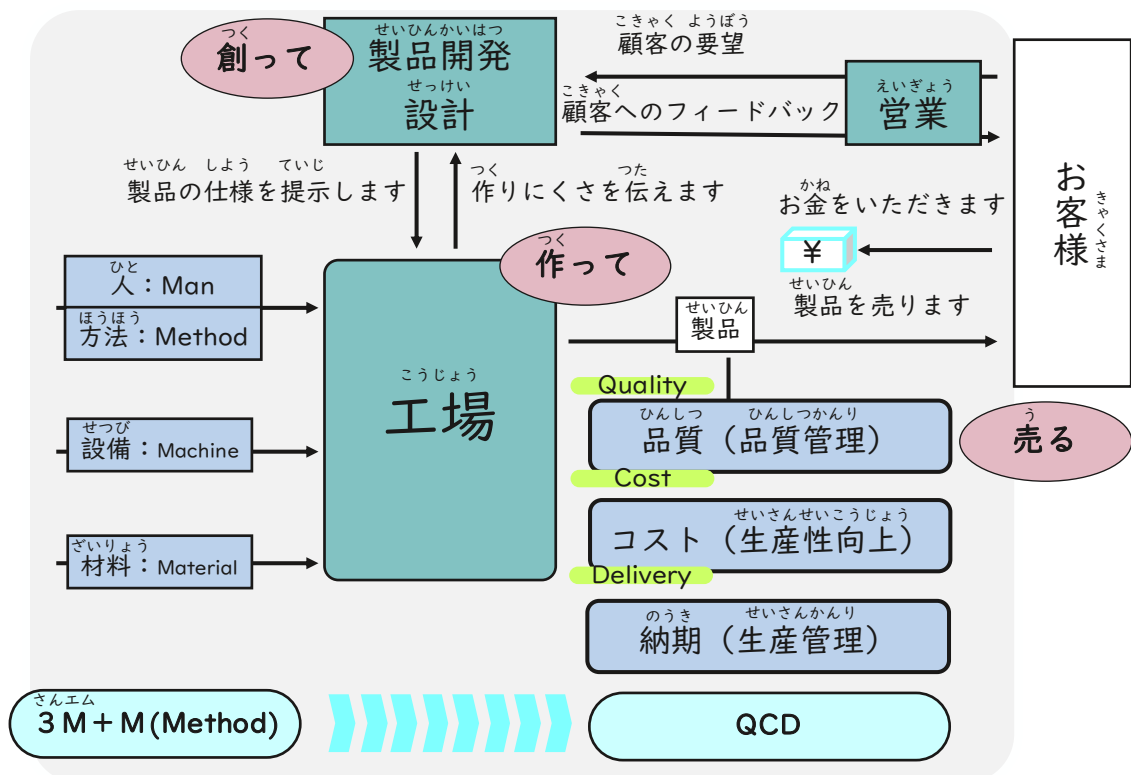 つく
創って
せいひんかいはつ
製品開発
せっけい
設計
こきゃく ようぼう
顧客の要望
こきゃく
顧客へのフィードバック
えいぎょう
営業
お客様
きゃくさま
せいひん しよう ていじ
製品の仕様を提示します
つく つた
作りにくさを伝えます
かね
お金をいただきます
¥
つく
作って
せいひん
製品を売ります
せいひん
製品
ひと
人：Man
ほうほう
方法：Method
せつび
設備：Machine
ざいりょう
材料：Material
こうじょう
工場
Quality
ひんしつ ひんしつかんり
品質（品質管理）
う
売る
Cost
せいさんせいこうじょう
コスト（生産性向上）
Delivery
のうき せいさんかんり
納期（生産管理）
さんエム
3M＋M(Method)
QCD